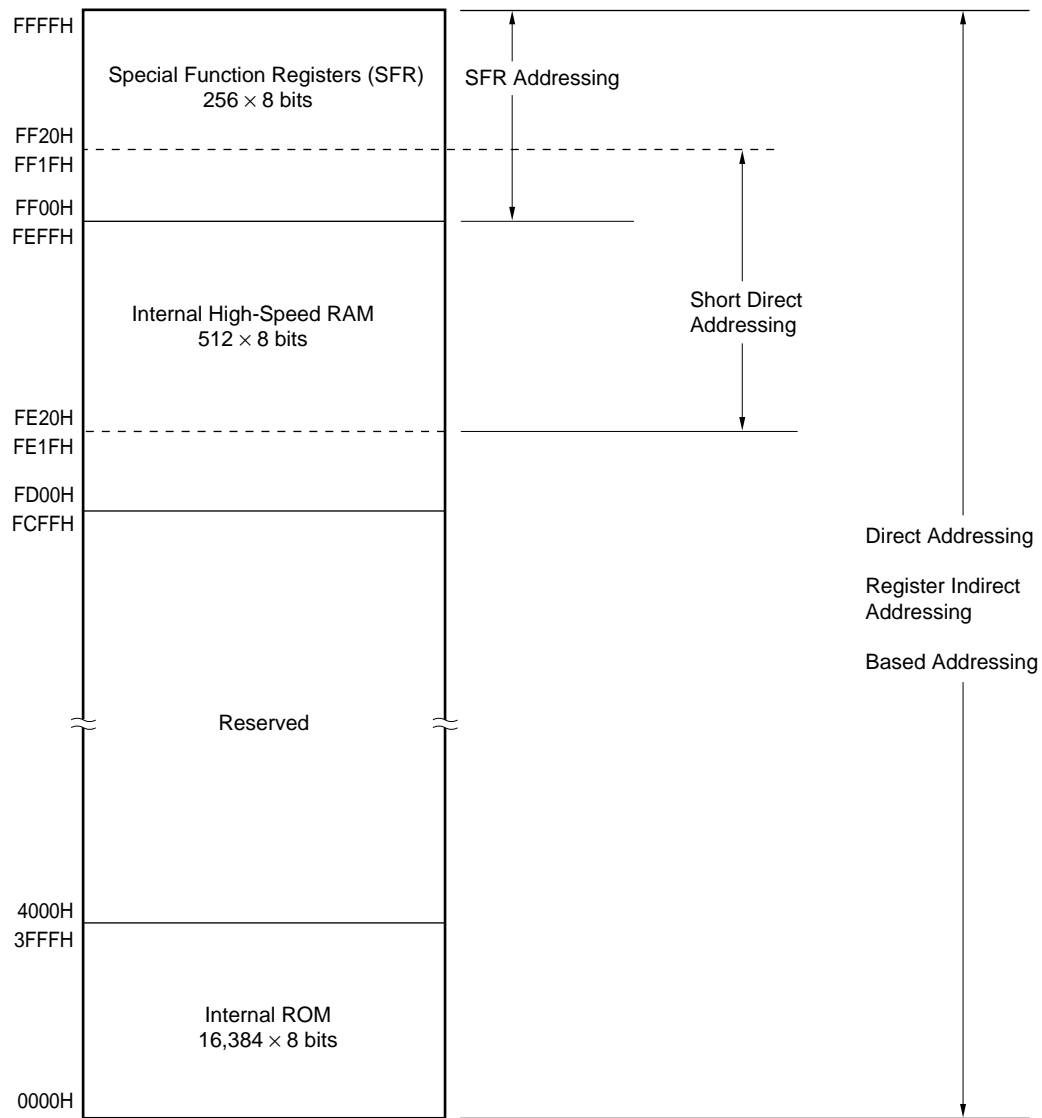 FFFFH
Special Function Registers (SFR)
256 × 8 bits
SFR Addressing
FF20H
FF1FH
FF00H
FEFFH
Internal High-Speed RAM
512 × 8 bits
Short Direct
Addressing
FE20H
FE1FH
FD00H
FCFFH
Direct Addressing
Register Indirect
Addressing
Based Addressing
Reserved
4000H
3FFFH
Internal ROM
16,384 × 8 bits
0000H